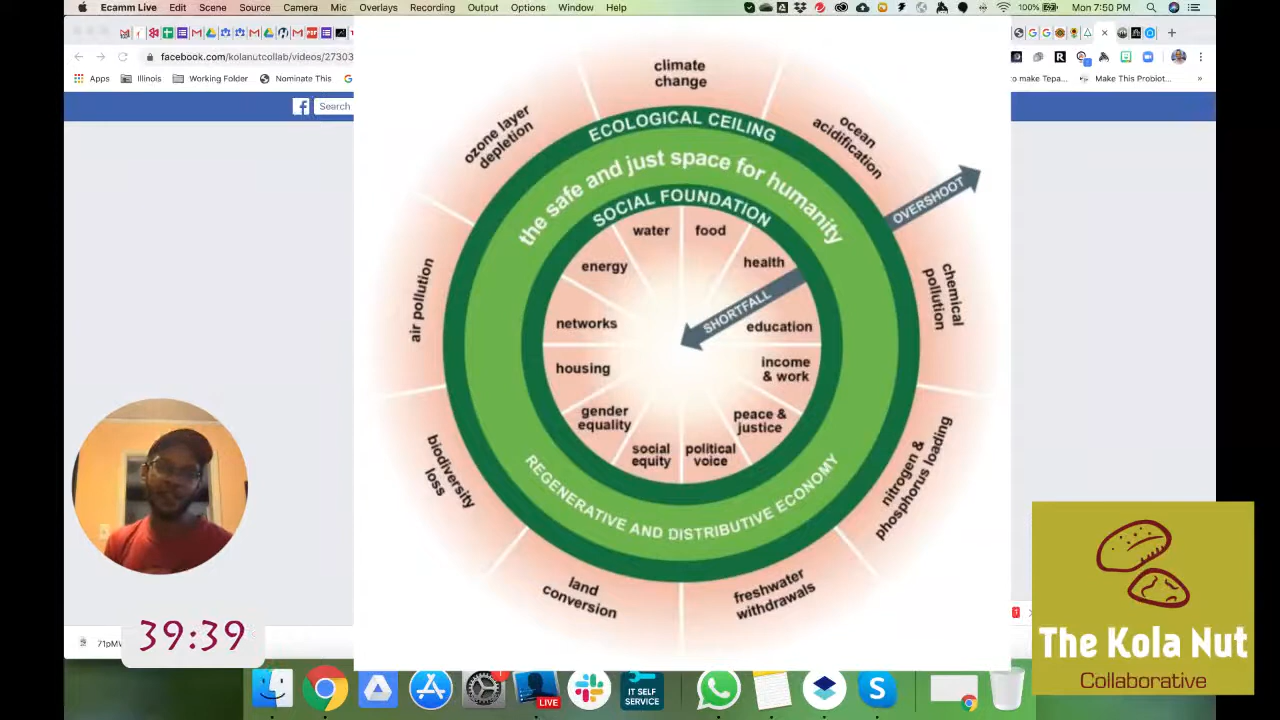 Ecamm Live Edit Scene Source Camera Mic Overlays Recording Output Options Window Help
100% Mon 7:50 PM
facebook.com/kolanutcollab/videos/27303
Apps Illinois Working Folder Nominate This
to make Tepa... Make This Probiot... »
Search
climate
change
ocean
acidification
chemical
pollution
nitrogen &
phosphorus loading
freshwater
withdrawals
land
conversion
biodiversity
loss
air pollution
ozone layer
depletion
OVERSHOOT
ECOLOGICAL CEILING
the safe and just space for humanity
SOCIAL FOUNDATION
water
food
energy
health
SHORTFALL
networks
education
housing
income
& work
gender
equality
peace &
justice
social
equity
political
voice
REGENERATIVE AND DISTRIBUTIVE ECONOMY
39:39
The Kola Nut
Collaborative
LIVE
IT SELF
SERVICE